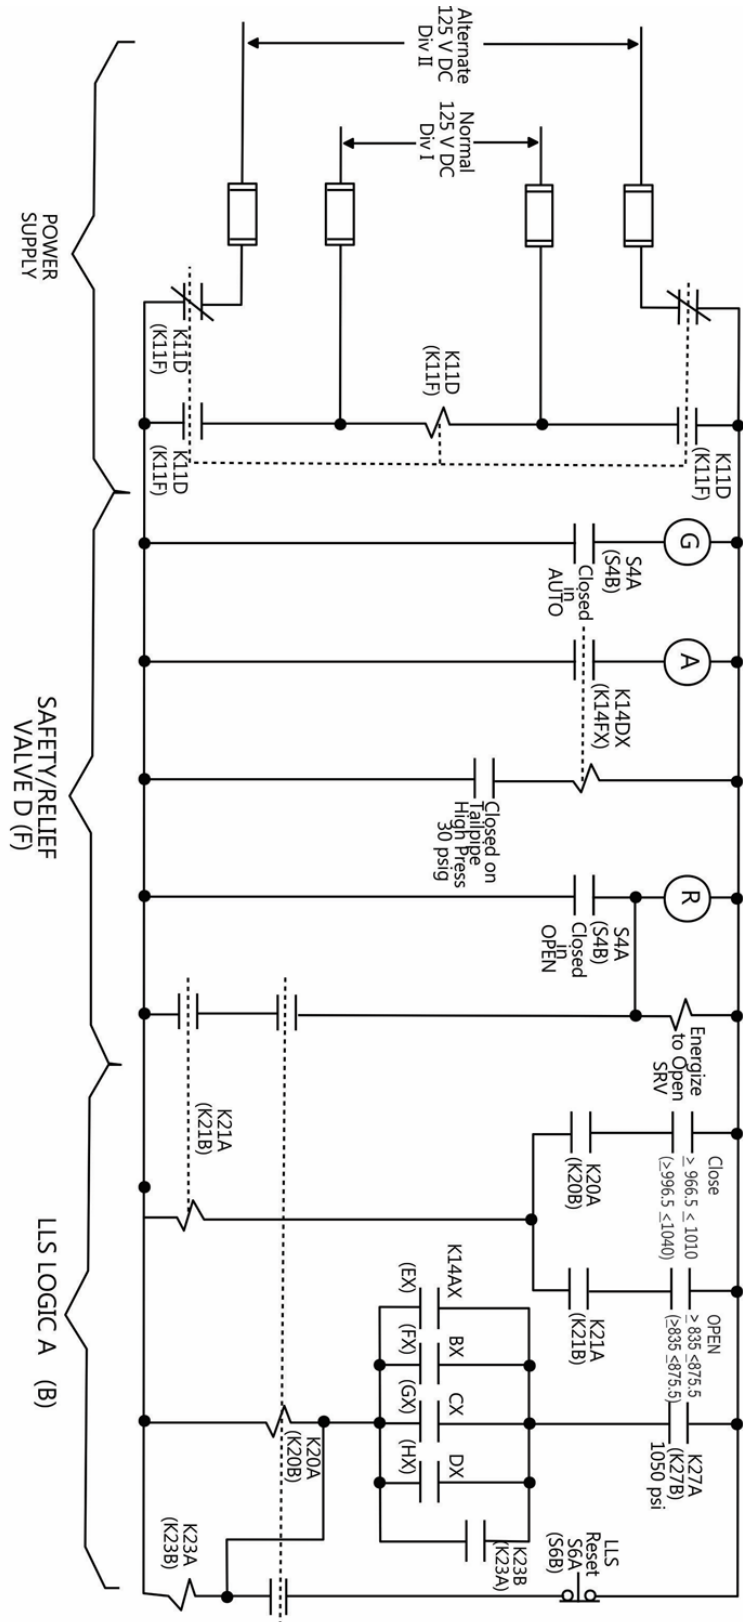 Alternate
125 V DC
Div II
Normal
125 V DC
Div I
POWER
SUPPLY
K11D
(K11F)
K11D
(K11F)
K11D
(K11F)
K11D
(K11F)
G
S4A
(S4B)
Closed
in
AUTO
A
K14DX
(K14FX)
Closed on
Tailpipe
High Press
30 psig
R
S4A
(S4B)
Closed
in
OPEN
SAFETY/RELIEF
VALVE D (F)
Energize
to Open
SRV
K21A
(K21B)
Close
> 966.5 < 1010
(>996.5 <1040)
K20A
(K20B)
OPEN
> 835 <875.5
(>835 <875.5)
K21A
(K21B)
K27A
(K27B)
1050 psi
K14AX
(EX)
BX
(FX)
CX
(GX)
DX
(HX)
K23B
(K23A)
K20A
(K20B)
K23A
(K23B)
LLS
Reset
S6A
(S6B)
LLS LOGIC A (B)